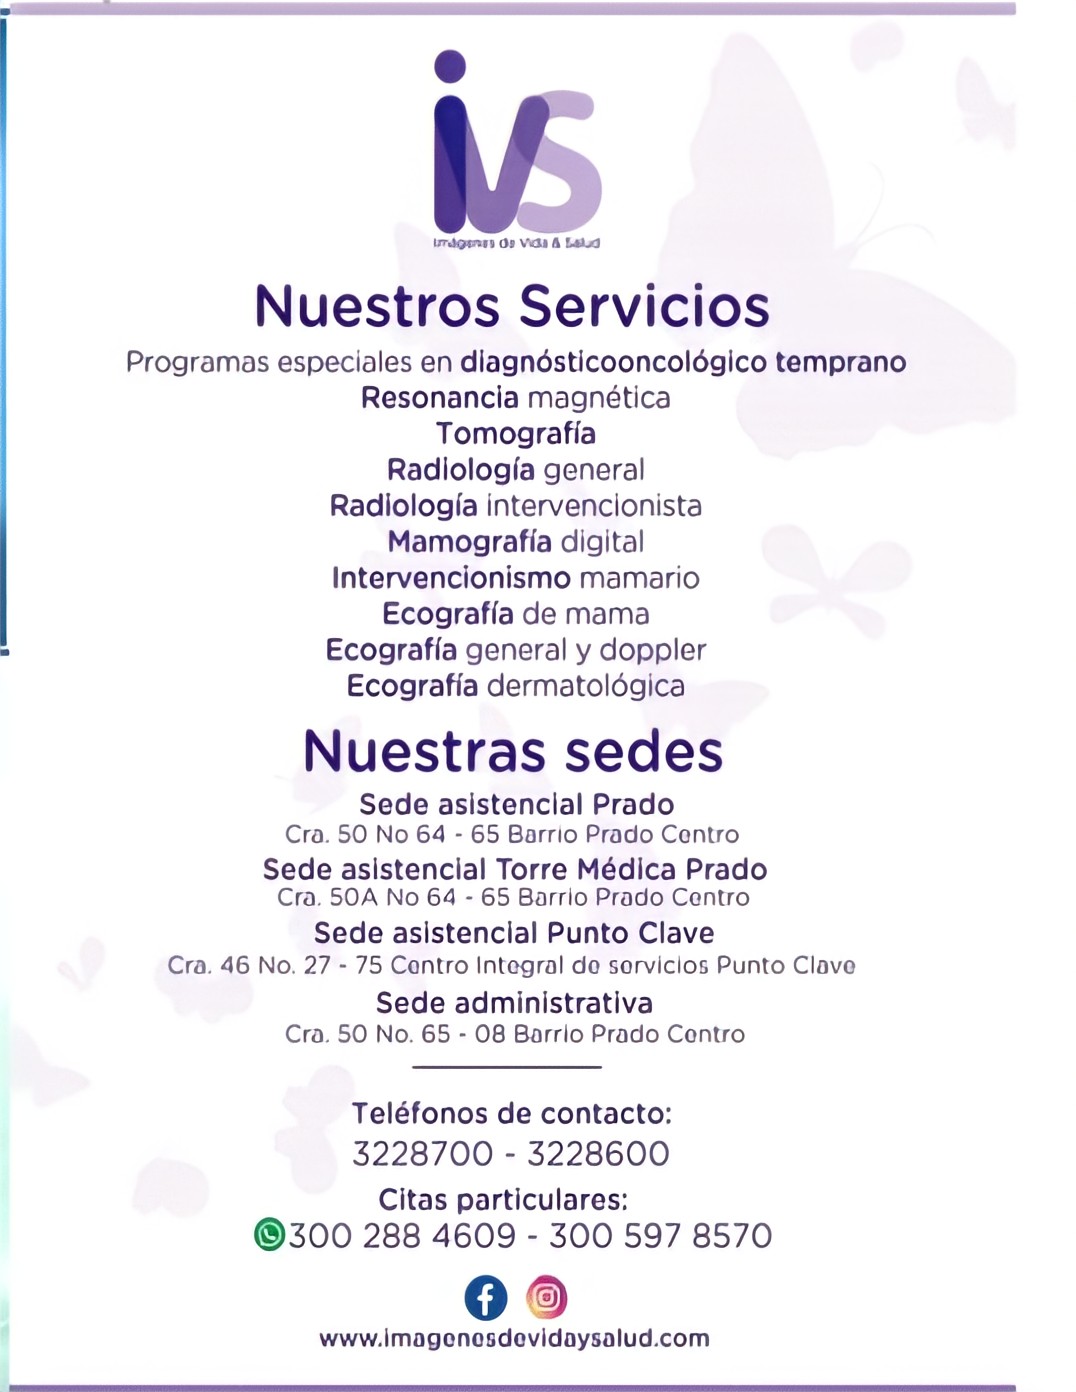 ivs
Imágenes de Vida & Salud
Nuestros Servicios
Programas especiales en diagnósticooncológico temprano
Resonancia magnética
Tomografía
Radiología general
Radiología intervencionista
Mamografía digital
Intervencionismo mamario
Ecografía de mama
Ecografía general y doppler
Ecografía dermatológica
Nuestras sedes
Sede asistencial Prado
Cra. 50 No 64 - 65 Barrio Prado Centro
Sede asistencial Torre Médica Prado
Cra. 50A No 64 - 65 Barrio Prado Centro
Sede asistencial Punto Clave
Cra. 46 No. 27 - 75 Centro Integral de servicios Punto Clave
Sede administrativa
Cra. 50 No. 65 - 08 Barrio Prado Centro
Teléfonos de contacto:
3228700 - 3228600
Citas particulares:
300 288 4609 - 300 597 8570
www.imagenesdevidaysalud.com